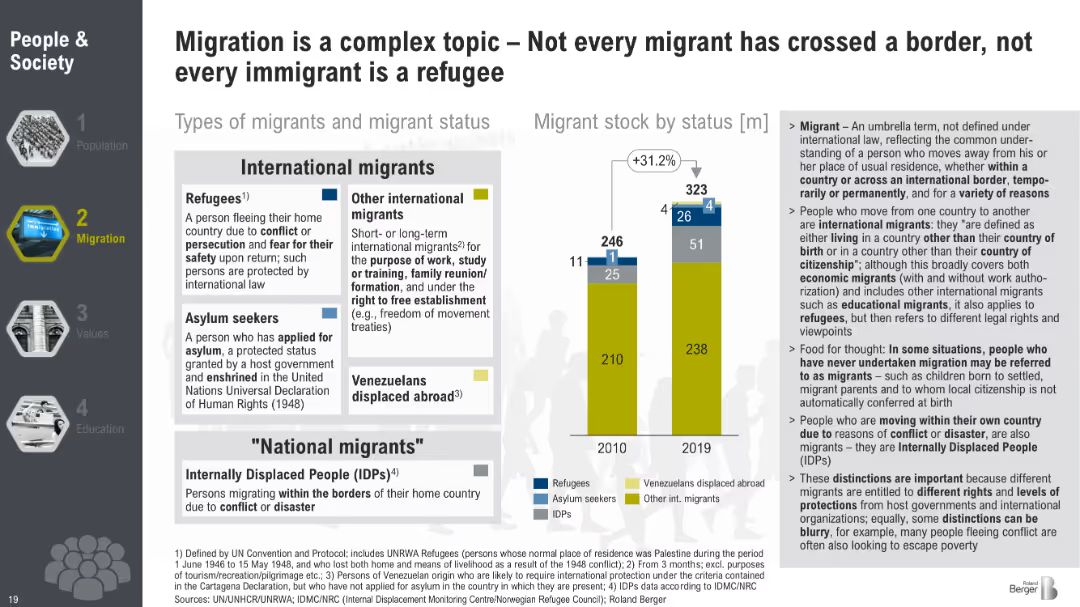 People &
Society
1
Population
2
Migration
3
Values
4
Education
19
Migration is a complex topic – Not every migrant has crossed a border, not
every immigrant is a refugee
Types of migrants and migrant status
International migrants
Refugees1)
A person fleeing their home
country due to conflict or
persecution and fear for their
safety upon return; such
persons are protected by
international law
Asylum seekers
A person who has applied for
asylum, a protected status
granted by a host government
and enshrined in the United
Nations Universal Declaration
of Human Rights (1948)
Other international
migrants
Short- or long-term
international migrants2) for
the purpose of work, study
or training, family reunion/
formation, and under the
right to free establishment
(e.g., freedom of movement
treaties)
Venezuelans
displaced abroad3)
"National migrants"
Internally Displaced People (IDPs)4)
Persons migrating within the borders of their home country
due to conflict or disaster
Migrant stock by status [m]
+31.2%
246
1
11
25
210
2010
323
4
4
26
51
238
2019
Refugees
Asylum seekers
IDPs
Venezuelans displaced abroad
Other int. migrants
> Migrant – An umbrella term, not defined under
international law, reflecting the common under-
standing of a person who moves away from his or
her place of usual residence, whether within a
country or across an international border, tempo-
rarily or permanently, and for a variety of reasons
> People who move from one country to another
are international migrants: they "are defined as
either living in a country other than their country of
birth or in a country other than their country of
citizenship"; although this broadly covers both
economic migrants (with and without work autho-
rization) and includes other international migrants
such as educational migrants, it also applies to
refugees, but then refers to different legal rights and
viewpoints
> Food for thought: In some situations, people who
have never undertaken migration may be referred
to as migrants – such as children born to settled,
migrant parents and to whom local citizenship is not
automatically conferred at birth
> People who are moving within their own country
due to reasons of conflict or disaster, are also
migrants – they are Internally Displaced People
(IDPs)
> These distinctions are important because different
migrants are entitled to different rights and levels of
protections from host governments and international
organizations; equally, some distinctions can be
blurry, for example, many people fleeing conflict are
often also looking to escape poverty
1) Defined by UN Convention and Protocol; includes UNRWA Refugees (persons whose normal place of residence was Palestine during the period
1 June 1946 to 15 May 1948, and who lost both home and means of livelihood as a result of the 1948 conflict); 2) From 3 months; excl. purposes
of tourism/recreation/pilgrimage etc.; 3) Persons of Venezuelan origin who are likely to require international protection under the criteria contained
in the Cartagena Declaration, but who have not applied for asylum in the country in which they are present; 4) IDPs data according to IDMC/NRC
Sources: UN/UNHCR/UNRWA; IDMC/NRC (Internal Displacement Monitoring Centre/Norwegian Refugee Council); Roland Berger
Roland
Berger
B